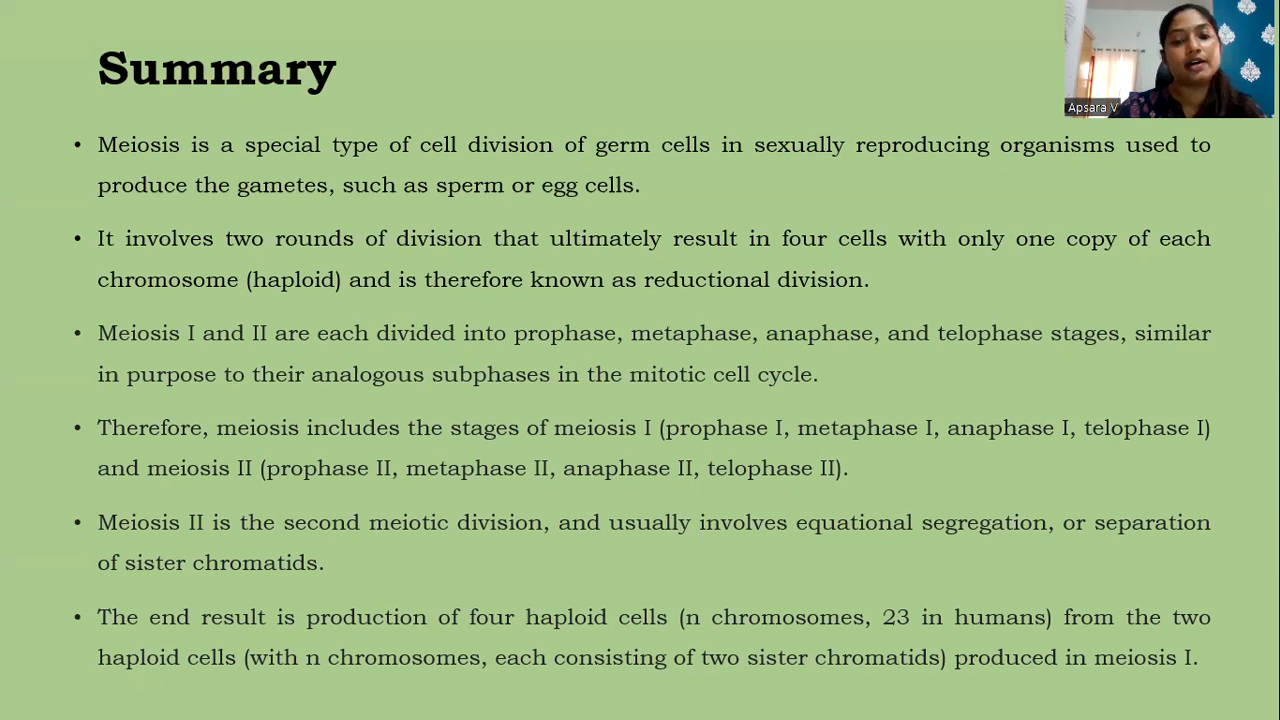 Summary
Apsara V
• Meiosis is a special type of cell division of germ cells in sexually reproducing organisms used to
produce the gametes, such as sperm or egg cells.
• It involves two rounds of division that ultimately result in four cells with only one copy of each
chromosome (haploid) and is therefore known as reductional division.
• Meiosis I and II are each divided into prophase, metaphase, anaphase, and telophase stages, similar
in purpose to their analogous subphases in the mitotic cell cycle.
• Therefore, meiosis includes the stages of meiosis I (prophase I, metaphase I, anaphase I, telophase I)
and meiosis II (prophase II, metaphase II, anaphase II, telophase II).
• Meiosis II is the second meiotic division, and usually involves equational segregation, or separation
of sister chromatids.
• The end result is production of four haploid cells (n chromosomes, 23 in humans) from the two
haploid cells (with n chromosomes, each consisting of two sister chromatids) produced in meiosis I.